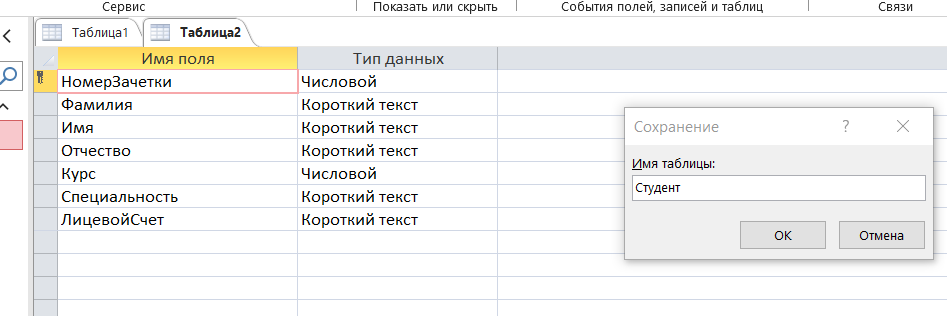 Сервис Показать или скрыть События полей, записей и таблиц Связи
Таблица1 Таблица2
Имя поля Тип данных
НомерЗачетки Числовой
Фамилия Короткий текст
Имя Короткий текст
Отчество Короткий текст
Курс Числовой
Специальность Короткий текст
ЛицевойСчет Короткий текст
Сохранение ?
Имя таблицы:
Студент
ОК Отмена